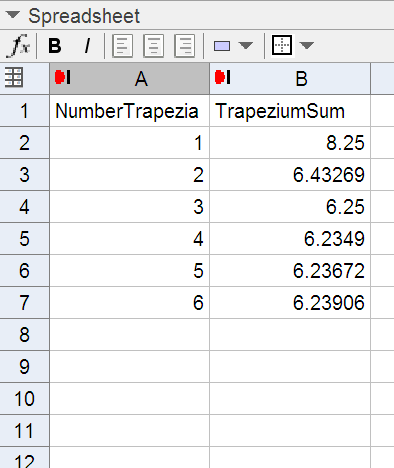 Spreadsheet
fx B I
A B
1 NumberTrapezia TrapeziumSum
2 1 8.25
3 2 6.43269
4 3 6.25
5 4 6.2349
6 5 6.23672
7 6 6.23906
8
9
10
11
12